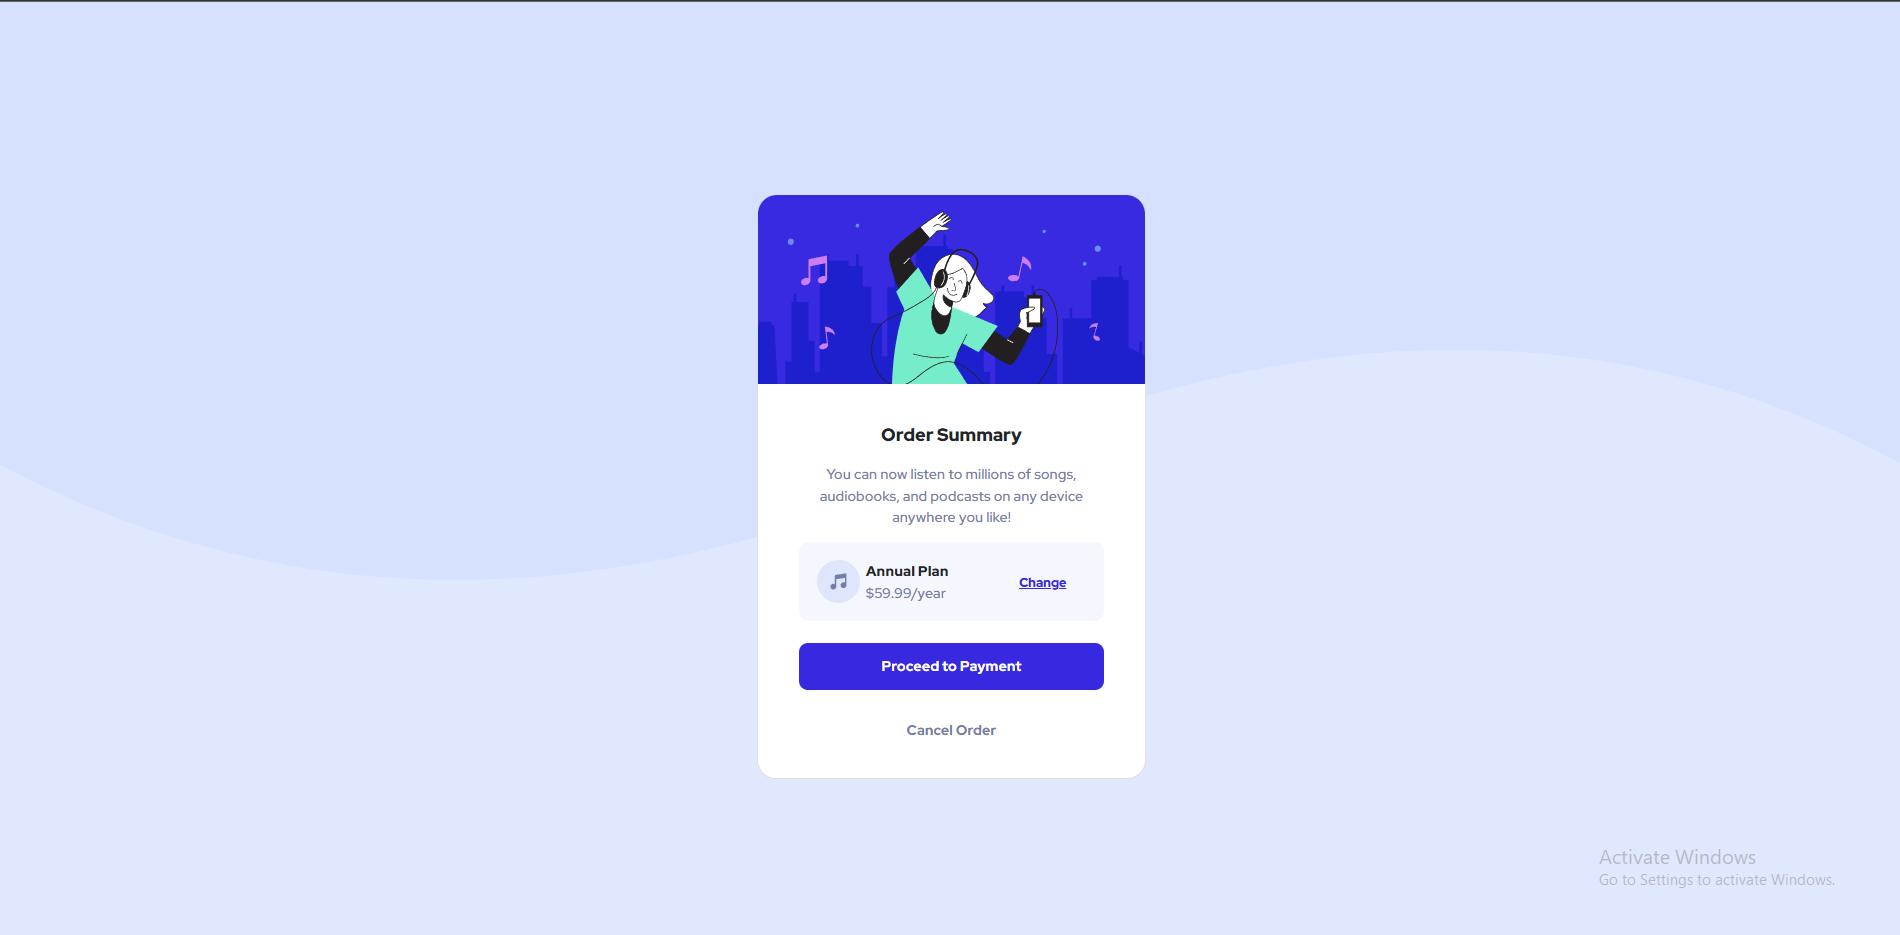 Order Summary
You can now listen to millions of songs,
audiobooks, and podcasts on any device
anywhere you like!
Annual Plan
$59.99/year
Change
Proceed to Payment
Cancel Order
Activate Windows
Go to Settings to activate Windows.